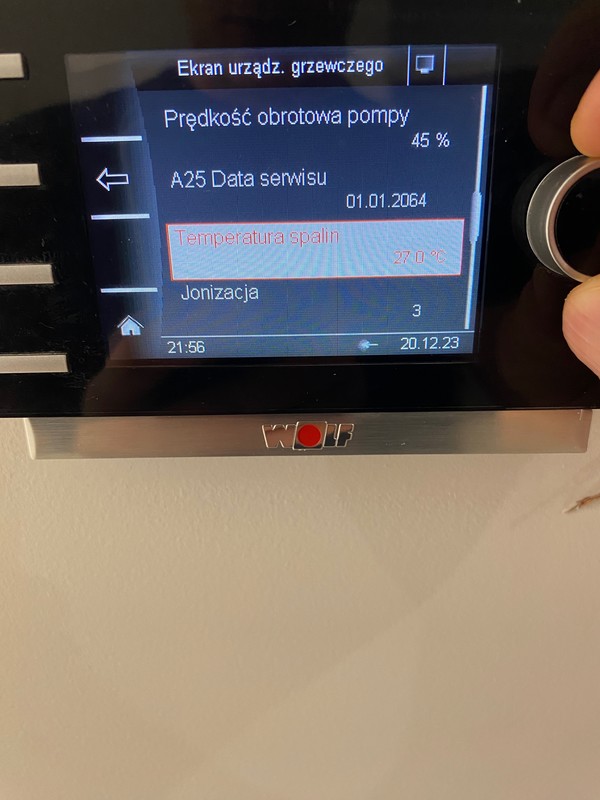 Ekran urządz. grzewczego
Prędkość obrotowa pompy
45 %
A25 Data serwisu
01.01.2064
Temperatura spalin
27.0 °C
Jonizacja
3
21:56
20.12.23
WOLF